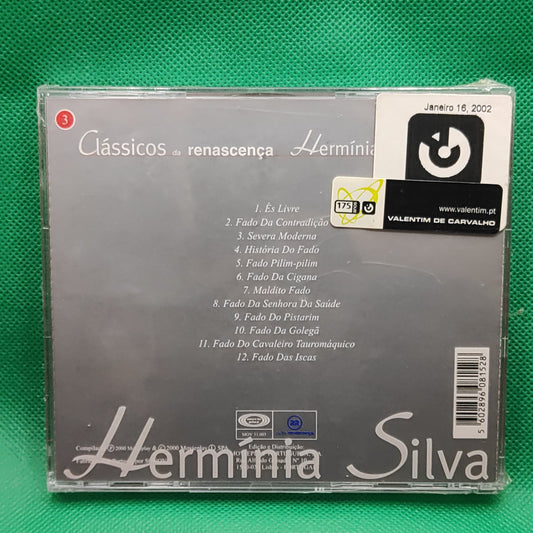 3
Clássicos da renascença Hermínia
Janeiro 16, 2002
175
www.valentim.pt
VALENTIM DE CARVALHO
1. És Livre
2. Fado Da Contradição
3. Severa Moderna
4. História Do Fado
5. Fado Pilim-pilim
6. Fado Da Cigana
7. Maldito Fado
8. Fado Da Senhora Da Saúde
9. Fado Do Pistarim
10. Fado Da Golegã
11. Fado Do Cavaleiro Tauromáquico
12. Fado Das Iscas
5 602896 081528
renascença
Edição e Distribuição:
Hermínia Silva